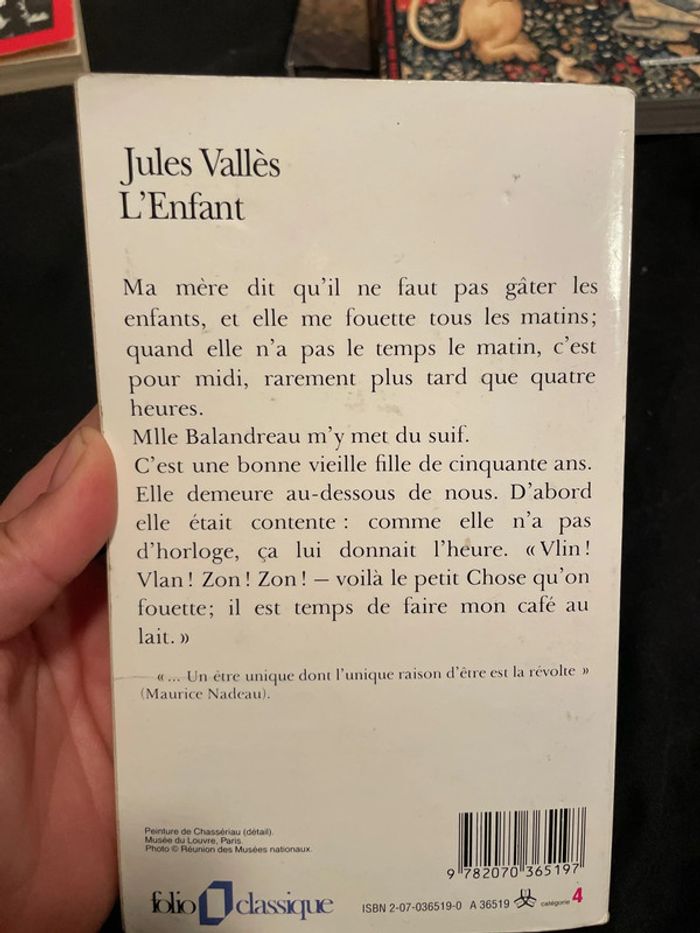 Jules Vallès
L'Enfant
Ma mère dit qu'il ne faut pas gâter les
enfants, et elle me fouette tous les matins;
quand elle n'a pas le temps le matin, c'est
pour midi, rarement plus tard que quatre
heures.
Mlle Balandreau m'y met du suif.
C'est une bonne vieille fille de cinquante ans.
Elle demeure au-dessous de nous. D'abord
elle était contente : comme elle n'a pas
d'horloge, ça lui donnait l'heure. « Vlin !
Vlan ! Zon ! Zon ! — voilà le petit Chose qu'on
fouette; il est temps de faire mon café au
lait. »
« ... Un être unique dont l'unique raison d'être est la révolte »
(Maurice Nadeau).
Peinture de Chassériau (détail).
Musée du Louvre, Paris.
Photo © Réunion des Musées nationaux.
9 782070 365197
folio classique
ISBN 2-07-036519-0 A 36519 catégorie 4